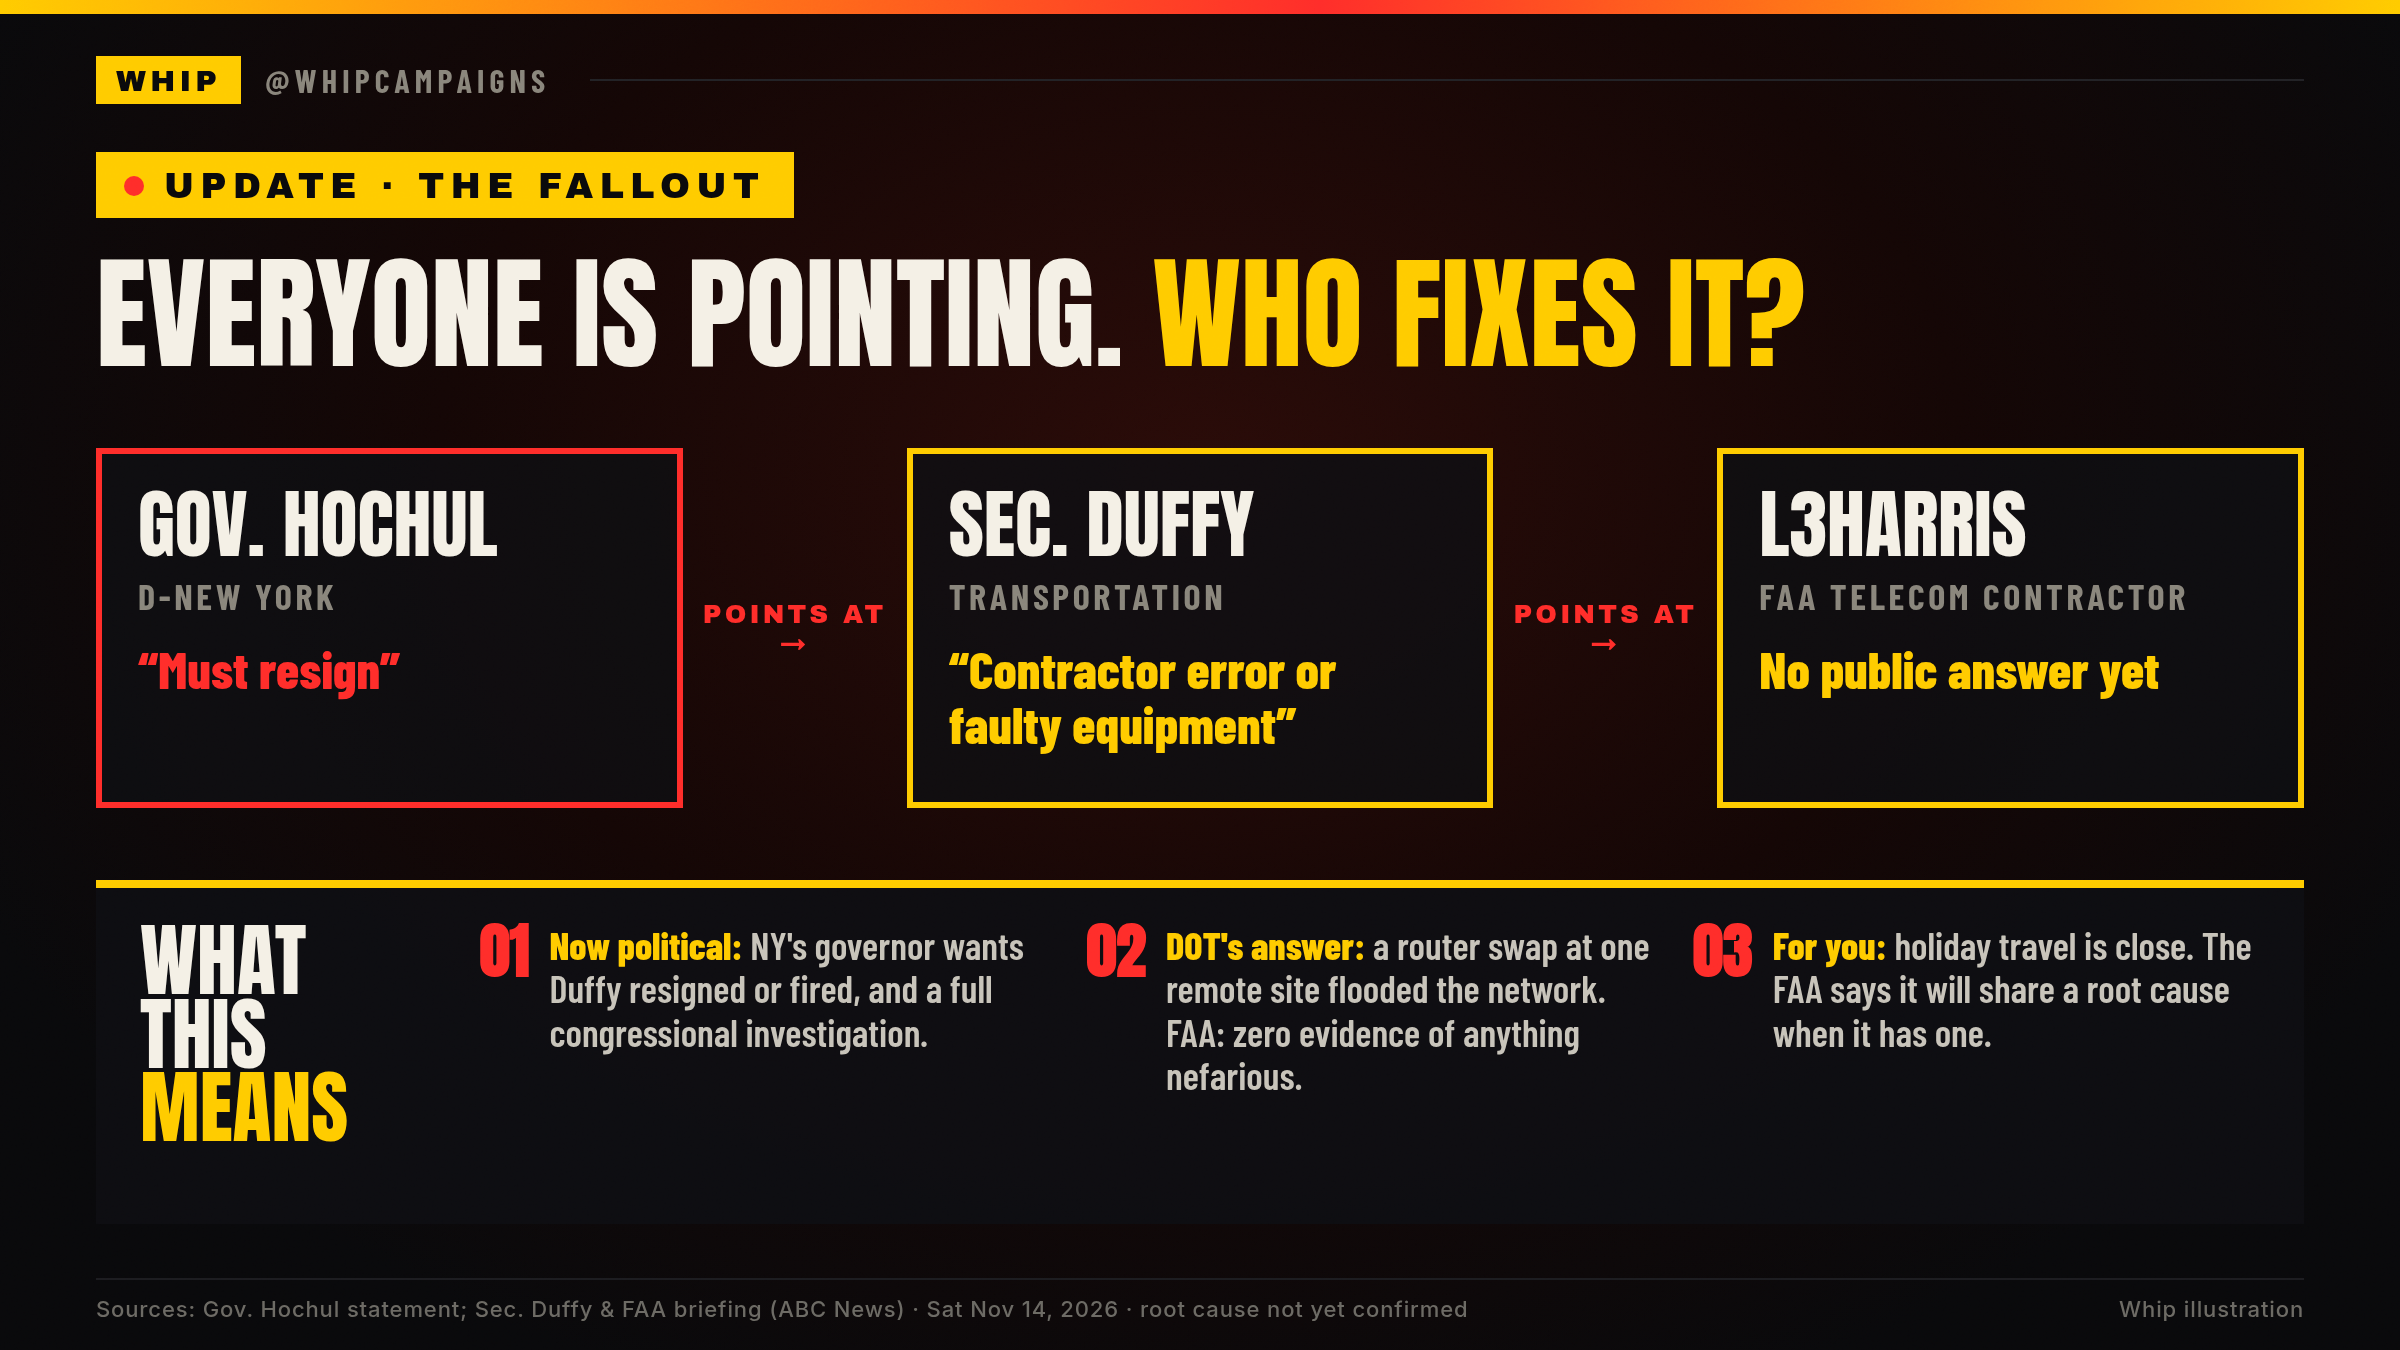 WHIP @WHIPCAMPAIGNS
UPDATE · THE FALLOUT
EVERYONE IS POINTING. WHO FIXES IT?
GOV. HOCHUL
D-NEW YORK
“Must resign”
POINTS AT
→
SEC. DUFFY
TRANSPORTATION
“Contractor error or
faulty equipment”
POINTS AT
→
L3HARRIS
FAA TELECOM CONTRACTOR
No public answer yet
WHAT
THIS
MEANS
01 Now political: NY's governor wants
Duffy resigned or fired, and a full
congressional investigation.
02 DOT's answer: a router swap at one
remote site flooded the network.
FAA: zero evidence of anything
nefarious.
03 For you: holiday travel is close. The
FAA says it will share a root cause
when it has one.
Sources: Gov. Hochul statement; Sec. Duffy & FAA briefing (ABC News) · Sat Nov 14, 2026 · root cause not yet confirmed
Whip illustration